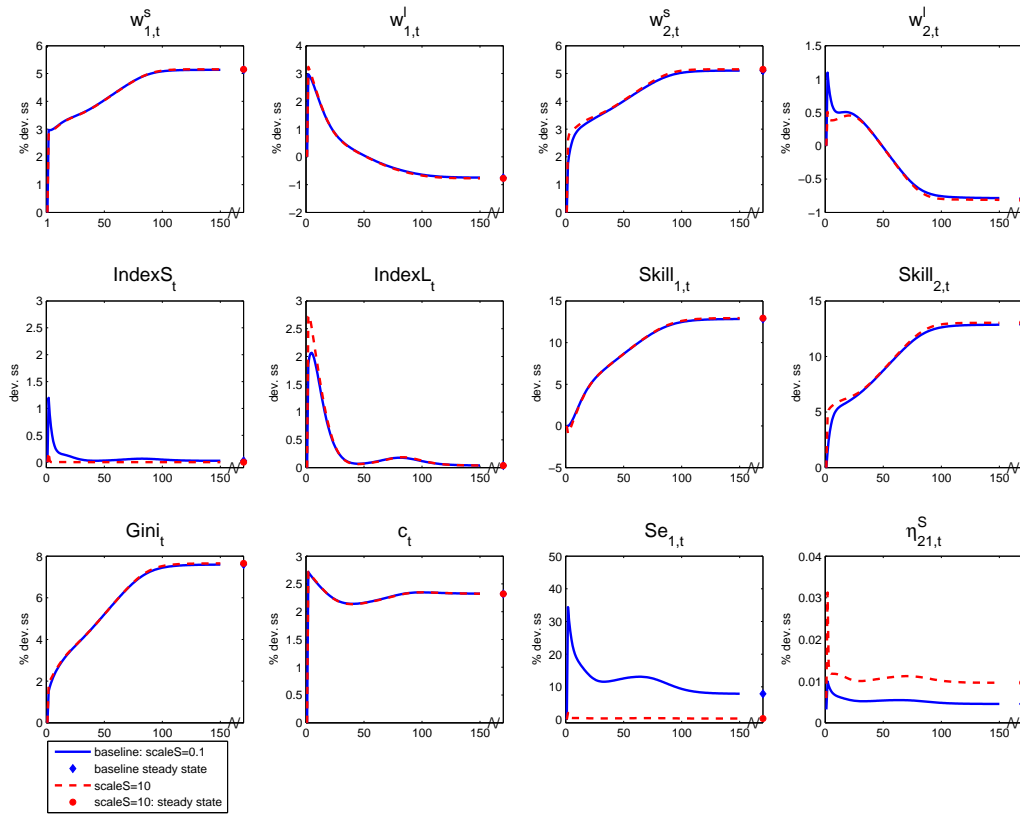 w^s_{1,t}
% dev. ss
6
5
4
3
2
1
0
1 50 100 150
w^l_{1,t}
% dev. ss
4
3
2
1
0
−1
−2
0 50 100 150
w^s_{2,t}
% dev. ss
6
5
4
3
2
1
0
0 50 100 150
w^l_{2,t}
% dev. ss
1.5
1
0.5
0
−0.5
−1
0 50 100 150
IndexS_t
dev. ss
3
2.5
2
1.5
1
0.5
0
0 50 100 150
IndexL_t
dev. ss
3
2.5
2
1.5
1
0.5
0
0 50 100 150
Skill_{1,t}
% dev. ss
15
10
5
0
−5
0 50 100 150
Skill_{2,t}
% dev. ss
15
10
5
0
0 50 100 150
Gini_t
% dev. ss
8
6
4
2
0
0 50 100 150
c_t
% dev. ss
3
2.5
2
1.5
1
0.5
0
0 50 100 150
Se_{1,t}
% dev. ss
50
40
30
20
10
0
0 50 100 150
η^S_{21,t}
% dev. ss
0.04
0.03
0.02
0.01
0
0 50 100 150
baseline: scaleS=0.1
baseline steady state
scaleS=10
scaleS=10: steady state